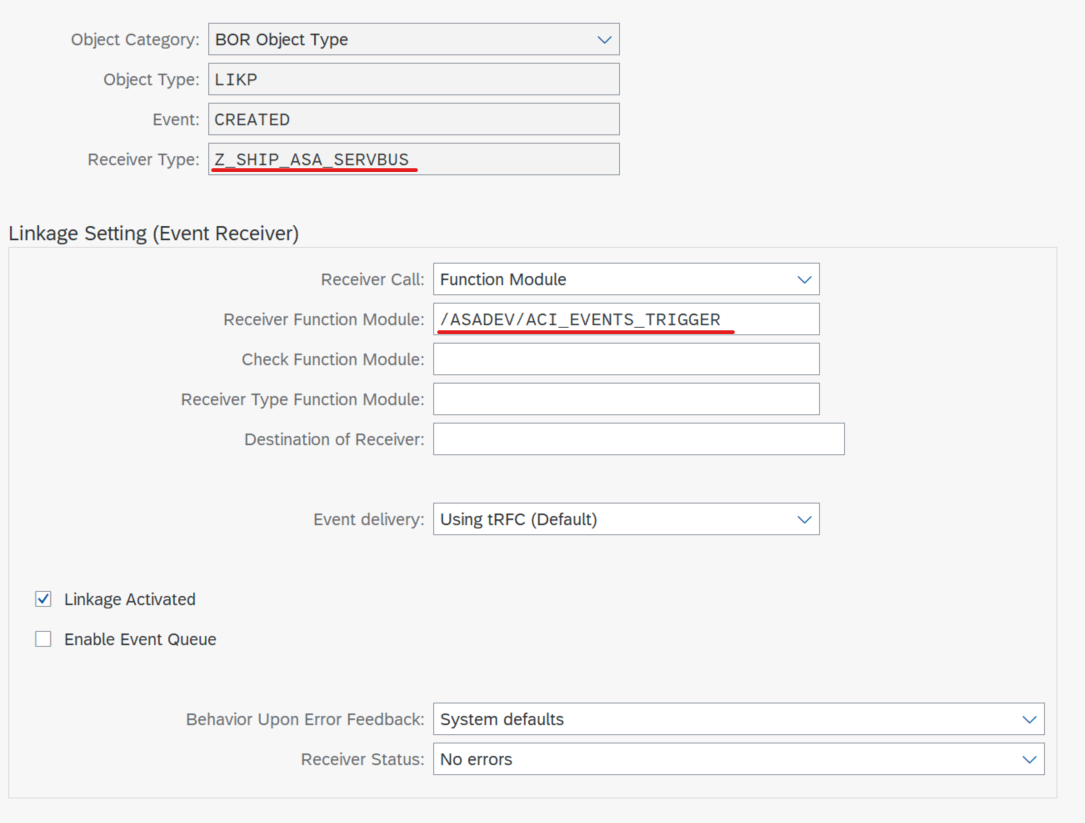 Object Category: BOR Object Type
Object Type: LIKP
Event: CREATED
Receiver Type: Z_SHIP_ASA_SERVBUS
Linkage Setting (Event Receiver)
Receiver Call: Function Module
Receiver Function Module: /ASADEV/ACI_EVENTS_TRIGGER
Check Function Module:
Receiver Type Function Module:
Destination of Receiver:
Event delivery: Using tRFC (Default)
Linkage Activated
Enable Event Queue
Behavior Upon Error Feedback: System defaults
Receiver Status: No errors